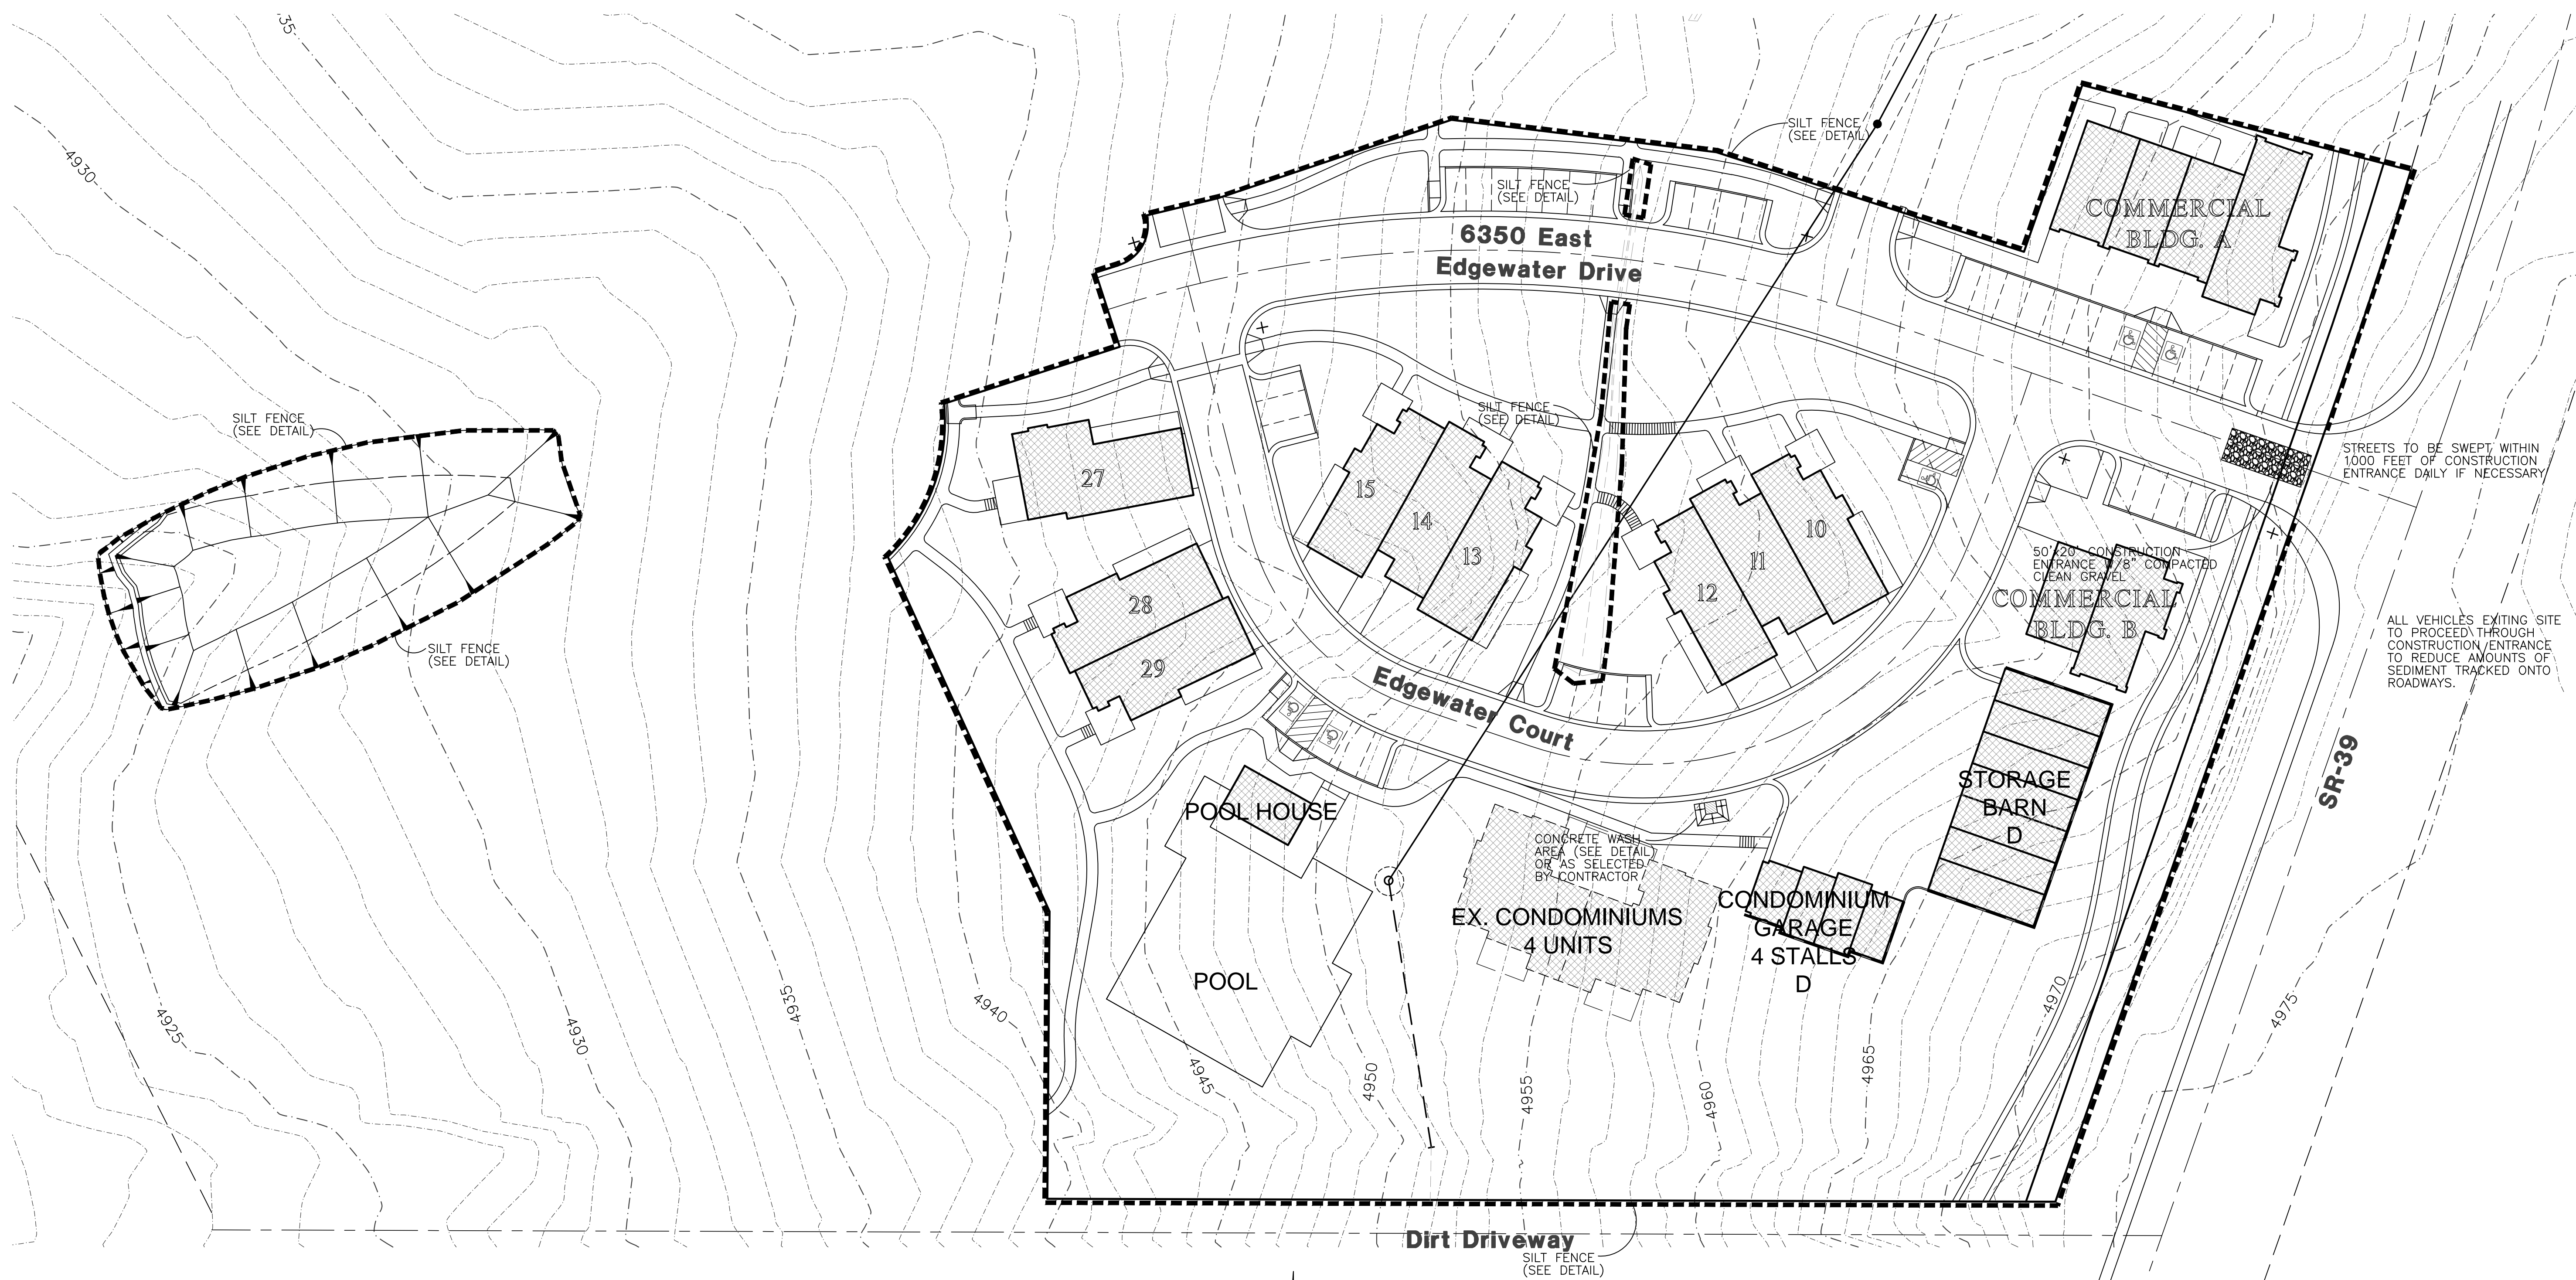 35
4930
SILT FENCE
(SEE DETAIL)
SILT FENCE
(SEE DETAIL)
SILT FENCE
(SEE DETAIL)
SILT FENCE
(SEE DETAIL)
6350 East
Edgewater Drive
COMMERCIAL
BLDG. A
SILT FENCE
(SEE DETAIL)
STREETS TO BE SWEPT WITHIN
1000 FEET OF CONSTRUCTION
ENTRANCE DAILY IF NECESSARY
27
15
14
13
10
11
12
28
29
50'x20' CONSTRUCTION
ENTRANCE W/8" COMPACTED
CLEAN GRAVEL
COMMERCIAL
BLDG. B
ALL VEHICLES EXITING SITE
TO PROCEED THROUGH
CONSTRUCTION ENTRANCE
TO REDUCE AMOUNTS OF
SEDIMENT TRACKED ONTO
ROADWAYS.
SILT FENCE
(SEE DETAIL)
Edgewater Court
SR-39
POOL HOUSE
STORAGE
BARN
D
CONCRETE WASH
AREA (SEE DETAIL)
OR AS SELECTED
BY CONTRACTOR
EX. CONDOMINIUMS
4 UNITS
CONDOMINIUM
GARAGE
4 STALLS
D
POOL
4925
4930
4935
4940
4945
4950
4955
4960
4965
4970
4975
Dirt Driveway
SILT FENCE
(SEE DETAIL)